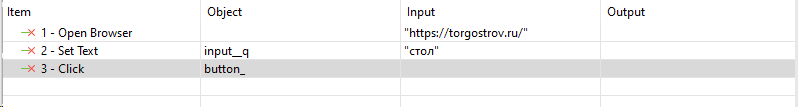 Item Object Input Output
1 - Open Browser "https://torgostrov.ru/"
2 - Set Text input__q "стол"
3 - Click button_